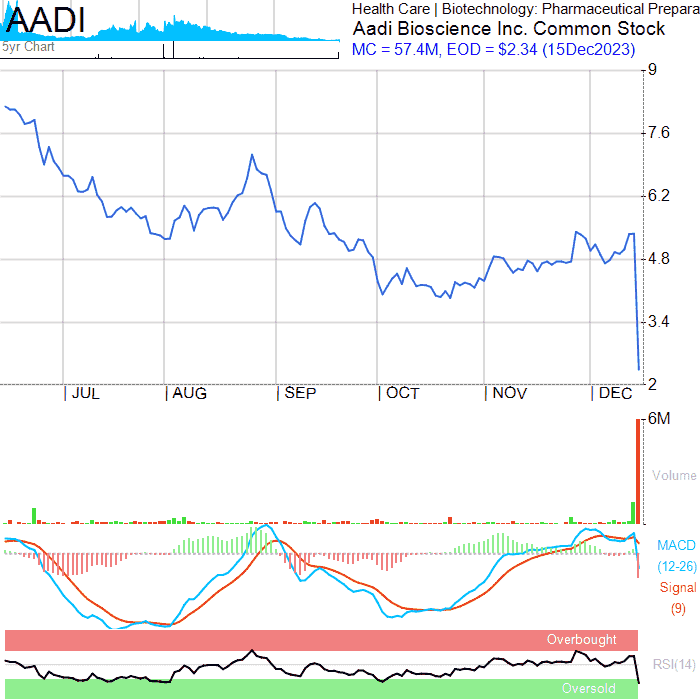 AADI
5yr Chart
Health Care | Biotechnology: Pharmaceutical Prepara
Aadi Bioscience Inc. Common Stock
MC = 57.4M, EOD = $2.34 (15Dec2023)
9
7.6
6.2
4.8
3.4
2
JUL AUG SEP OCT NOV DEC
6M
Volume
MACD
(12-26)
Signal
(9)
Overbought
RSI(14)
Oversold